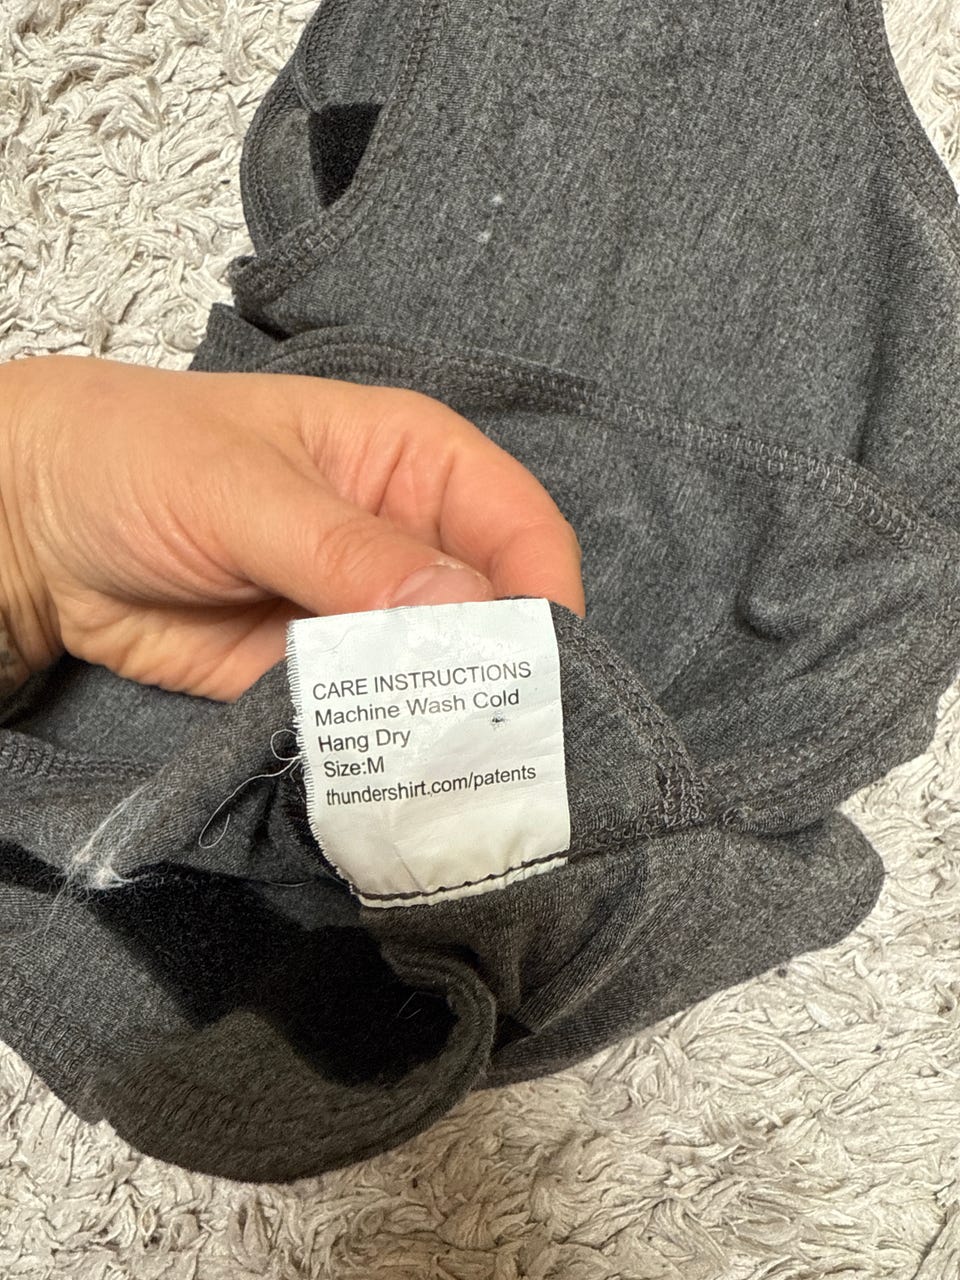 CARE INSTRUCTIONS
Machine Wash Cold
Hang Dry
Size:M
thundershirt.com/patents